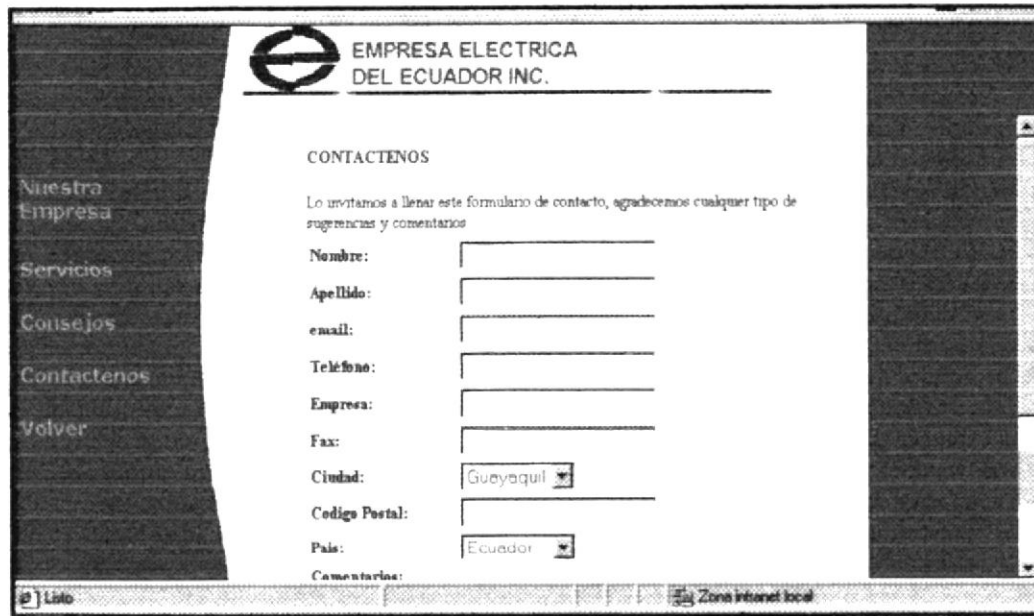 EMPRESA ELECTRICA
DEL ECUADOR INC.
CONTACTENOS
Lo invitamos a llenar este formulario de contacto, agradecemos cualquier tipo de
sugerencias y comentarios
Nuestra
Empresa
Servicios
Consejos
Contactenos
Volver
Nombre:
Apellido:
email:
Teléfono:
Empresa:
Fax:
Ciudad: Guayaquil
Codigo Postal:
Pais: Ecuador
Comentarios:
Listo
Zona intranet local